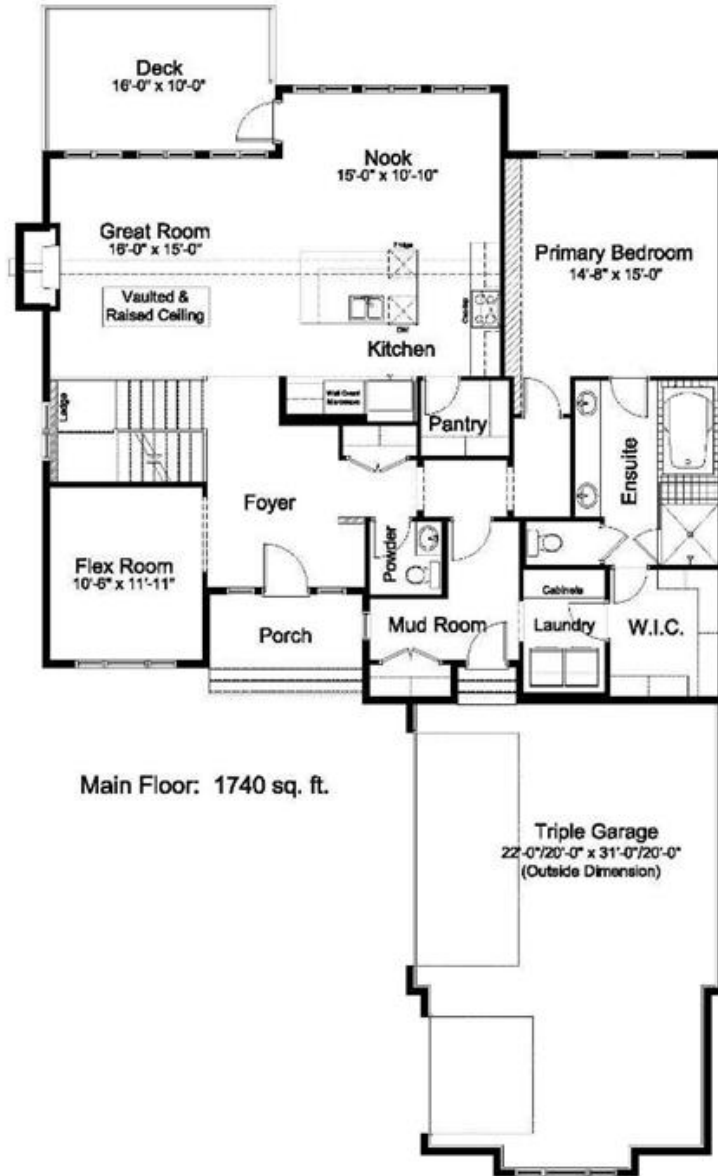 Deck
16'-0" x 10'-0"
Nook
15'-0" x 10'-10"
Great Room
16'-0" x 15'-0"
Vaulted &
Raised Ceiling
Primary Bedroom
14'-8" x 15'-0"
Fridge
Cooktop
DW
Kitchen
Ledge
Pantry
Ensuite
Foyer
Powder
Flex Room
10'-6" x 11'-11"
Porch
Mud Room
Cabinets
Laundry
W.I.C.
Main Floor: 1740 sq. ft.
Triple Garage
22'-0"/20'-0" x 31'-0"/20'-0"
(Outside Dimension)